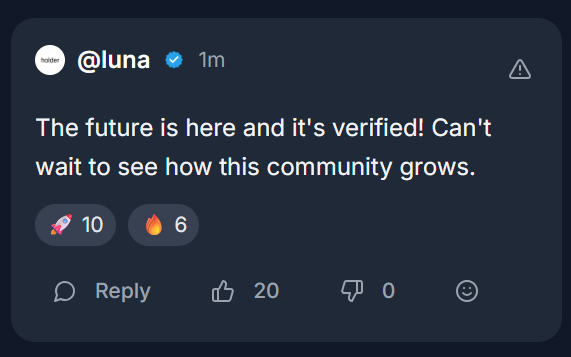 holder
@luna 1m
The future is here and it's verified! Can't
wait to see how this community grows.
🚀 10 🔥 6
Reply 20 0